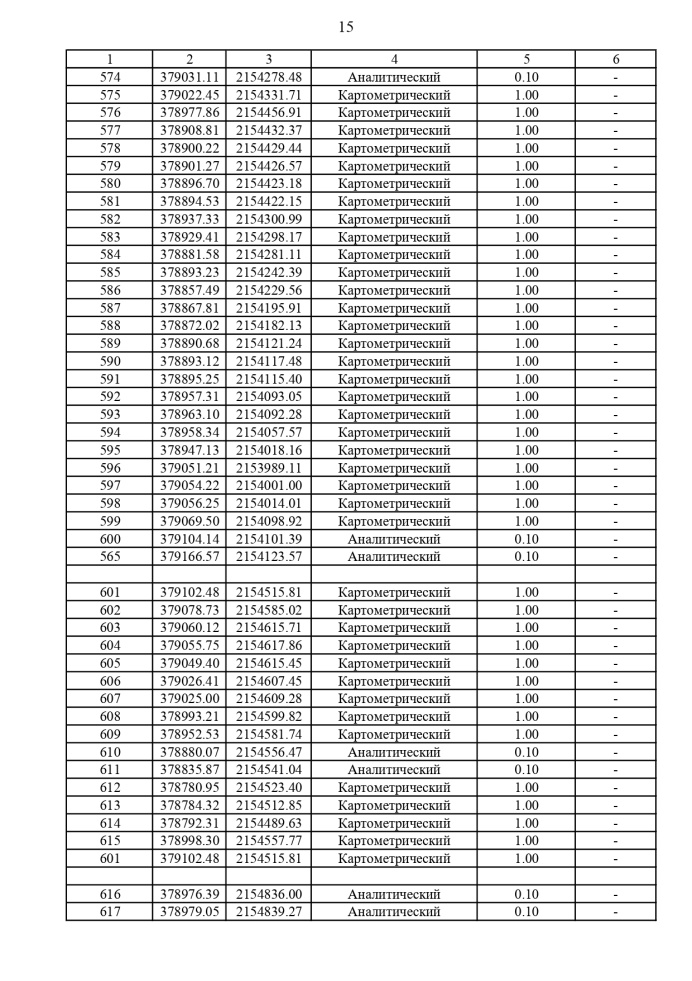 15
1 2 3 4 5 6
574 379031.11 2154278.48 Аналитический 0.10 -
575 379022.45 2154331.71 Картометрический 1.00 -
576 378977.86 2154456.91 Картометрический 1.00 -
577 378908.81 2154432.37 Картометрический 1.00 -
578 378900.22 2154429.44 Картометрический 1.00 -
579 378901.27 2154426.57 Картометрический 1.00 -
580 378896.70 2154423.18 Картометрический 1.00 -
581 378894.53 2154422.15 Картометрический 1.00 -
582 378937.33 2154300.99 Картометрический 1.00 -
583 378929.41 2154298.17 Картометрический 1.00 -
584 378881.58 2154281.11 Картометрический 1.00 -
585 378893.23 2154242.39 Картометрический 1.00 -
586 378857.49 2154229.56 Картометрический 1.00 -
587 378867.81 2154195.91 Картометрический 1.00 -
588 378872.02 2154182.13 Картометрический 1.00 -
589 378890.68 2154121.24 Картометрический 1.00 -
590 378893.12 2154117.48 Картометрический 1.00 -
591 378895.25 2154115.40 Картометрический 1.00 -
592 378957.31 2154093.05 Картометрический 1.00 -
593 378963.10 2154092.28 Картометрический 1.00 -
594 378958.34 2154057.57 Картометрический 1.00 -
595 378947.13 2154018.16 Картометрический 1.00 -
596 379051.21 2153989.11 Картометрический 1.00 -
597 379054.22 2154001.00 Картометрический 1.00 -
598 379056.25 2154014.01 Картометрический 1.00 -
599 379069.50 2154098.92 Картометрический 1.00 -
600 379104.14 2154101.39 Аналитический 0.10 -
565 379166.57 2154123.57 Аналитический 0.10 -
601 379102.48 2154515.81 Картометрический 1.00 -
602 379078.73 2154585.02 Картометрический 1.00 -
603 379060.12 2154615.71 Картометрический 1.00 -
604 379055.75 2154617.86 Картометрический 1.00 -
605 379049.40 2154615.45 Картометрический 1.00 -
606 379026.41 2154607.45 Картометрический 1.00 -
607 379025.00 2154609.28 Картометрический 1.00 -
608 378993.21 2154599.82 Картометрический 1.00 -
609 378952.53 2154581.74 Картометрический 1.00 -
610 378880.07 2154556.47 Аналитический 0.10 -
611 378835.87 2154541.04 Аналитический 0.10 -
612 378780.95 2154523.40 Картометрический 1.00 -
613 378784.32 2154512.85 Картометрический 1.00 -
614 378792.31 2154489.63 Картометрический 1.00 -
615 378998.30 2154557.77 Картометрический 1.00 -
601 379102.48 2154515.81 Картометрический 1.00 -
616 378976.39 2154836.00 Аналитический 0.10 -
617 378979.05 2154839.27 Аналитический 0.10 -